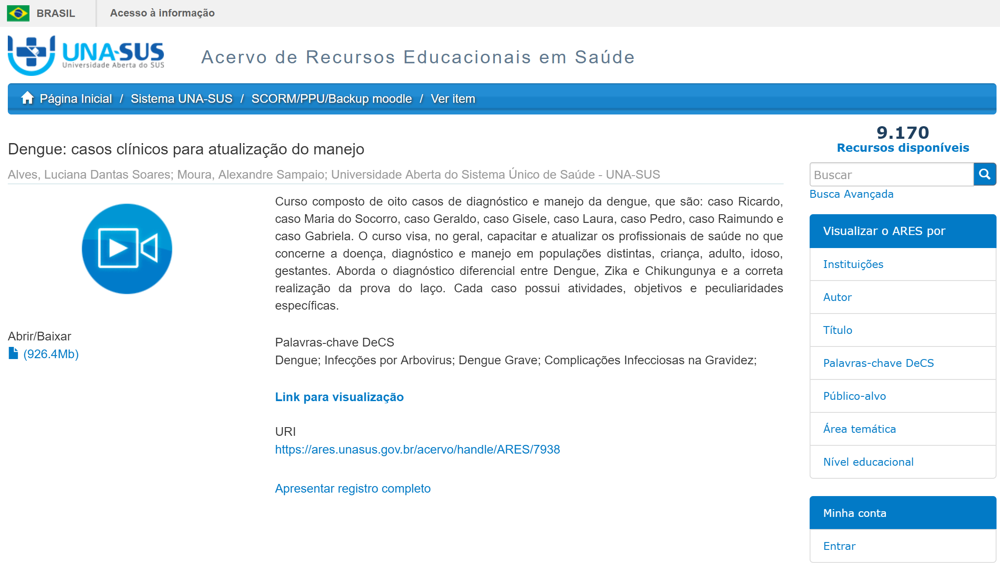 BRASIL
Acesso à informação
UNA-SUS
Universidade Aberta do SUS
Acervo de Recursos Educacionais em Saúde
Página Inicial / Sistema UNA-SUS / SCORM/PPU/Backup moodle / Ver item
Dengue: casos clínicos para atualização do manejo
Alves, Luciana Dantas Soares; Moura, Alexandre Sampaio; Universidade Aberta do Sistema Único de Saúde - UNA-SUS
Abrir/Baixar
(926.4Mb)
Curso composto de oito casos de diagnóstico e manejo da dengue, que são: caso Ricardo,
caso Maria do Socorro, caso Geraldo, caso Gisele, caso Laura, caso Pedro, caso Raimundo e
caso Gabriela. O curso visa, no geral, capacitar e atualizar os profissionais de saúde no que
concerne a doença, diagnóstico e manejo em populações distintas, criança, adulto, idoso,
gestantes. Aborda o diagnóstico diferencial entre Dengue, Zika e Chikungunya e a correta
realização da prova do laço. Cada caso possui atividades, objetivos e peculiaridades
específicas.
Palavras-chave DeCS
Dengue; Infecções por Arbovirus; Dengue Grave; Complicações Infecciosas na Gravidez;
Link para visualização
URI
https://ares.unasus.gov.br/acervo/handle/ARES/7938
Apresentar registro completo
9.170
Recursos disponíveis
Buscar
Busca Avançada
Visualizar o ARES por
Instituições
Autor
Título
Palavras-chave DeCS
Público-alvo
Área temática
Nível educacional
Minha conta
Entrar